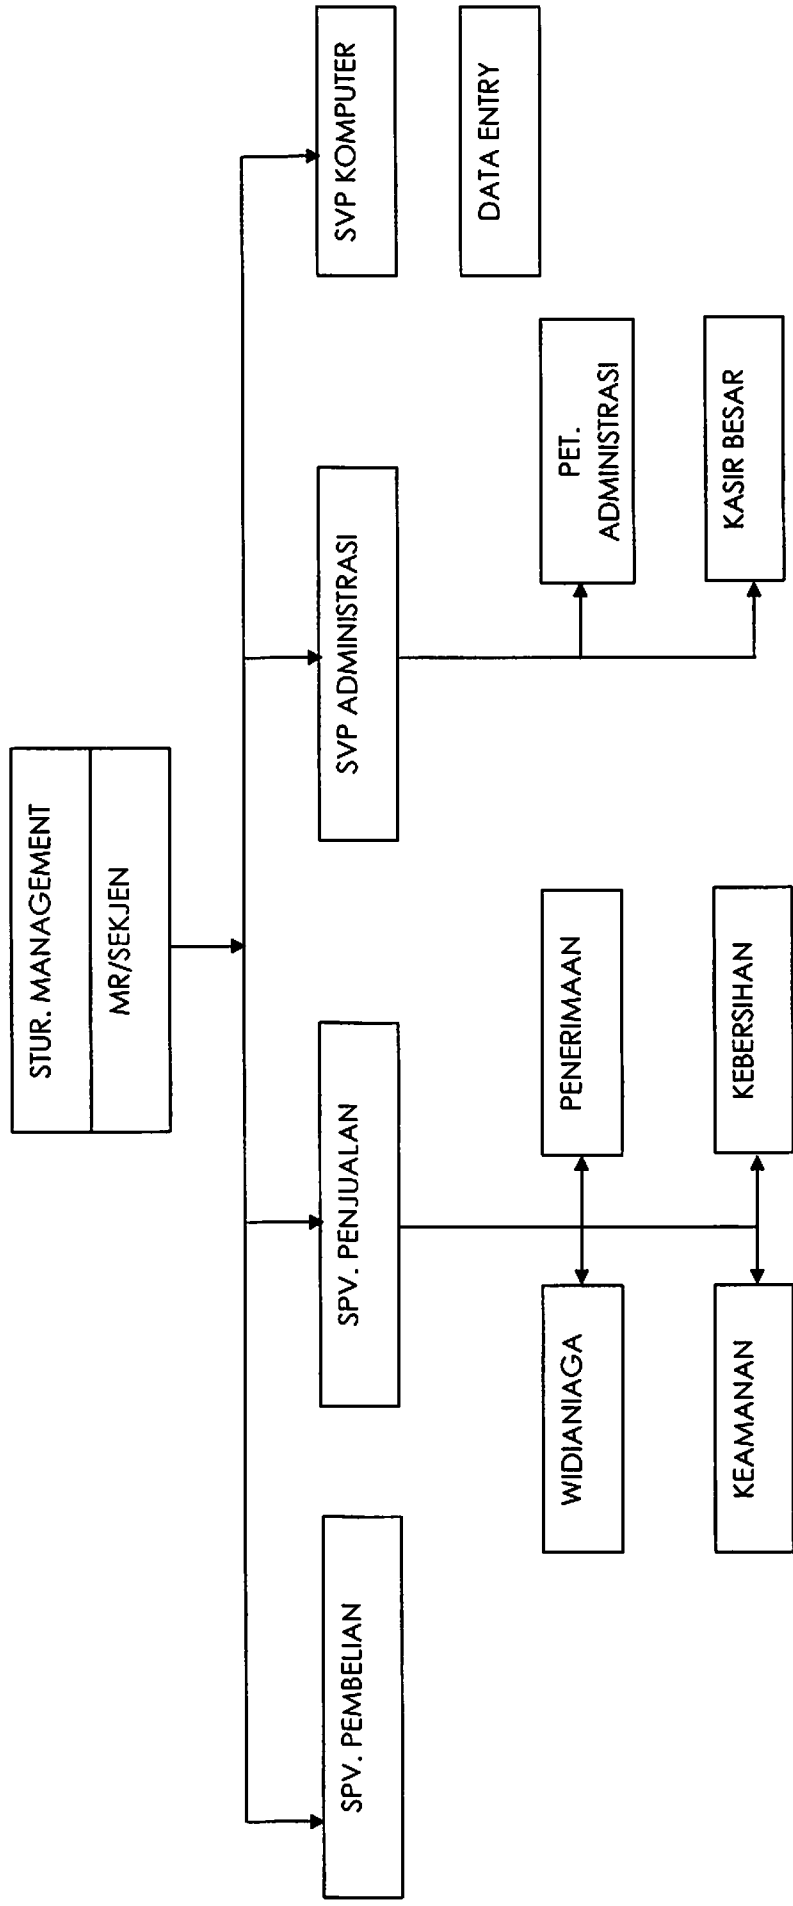 STUR. MANAGEMENT
MR/SEKJEN
SPV. PEMBELIAN
SPV. PENJUALAN
SVP ADMINISTRASI
SVP KOMPUTER
DATA ENTRY
WIDIANIAGA
PENERIMAAN
PET.
ADMINISTRASI
KEAMANAN
KEBERSIHAN
KASIR BESAR